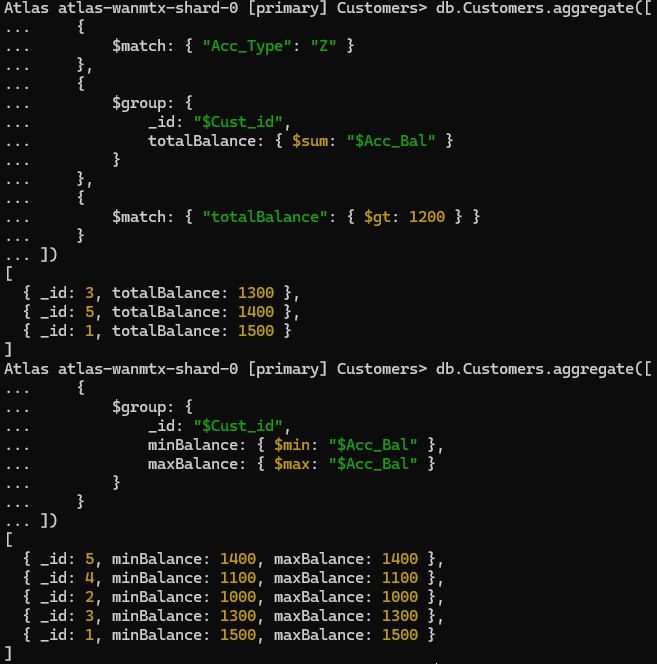 Atlas atlas-wanmtx-shard-0 [primary] Customers> db.Customers.aggregate([
...     {
...         $match: { "Acc_Type": "Z" }
...     },
...     {
...         $group: {
...             _id: "$Cust_id",
...             totalBalance: { $sum: "$Acc_Bal" }
...         }
...     },
...     {
...         $match: { "totalBalance": { $gt: 1200 } }
...     }
... ])
[
  { _id: 3, totalBalance: 1300 },
  { _id: 5, totalBalance: 1400 },
  { _id: 1, totalBalance: 1500 }
]
Atlas atlas-wanmtx-shard-0 [primary] Customers> db.Customers.aggregate([
...     {
...         $group: {
...             _id: "$Cust_id",
...             minBalance: { $min: "$Acc_Bal" },
...             maxBalance: { $max: "$Acc_Bal" }
...         }
...     }
... ])
[
  { _id: 5, minBalance: 1400, maxBalance: 1400 },
  { _id: 4, minBalance: 1100, maxBalance: 1100 },
  { _id: 2, minBalance: 1000, maxBalance: 1000 },
  { _id: 3, minBalance: 1300, maxBalance: 1300 },
  { _id: 1, minBalance: 1500, maxBalance: 1500 }
]